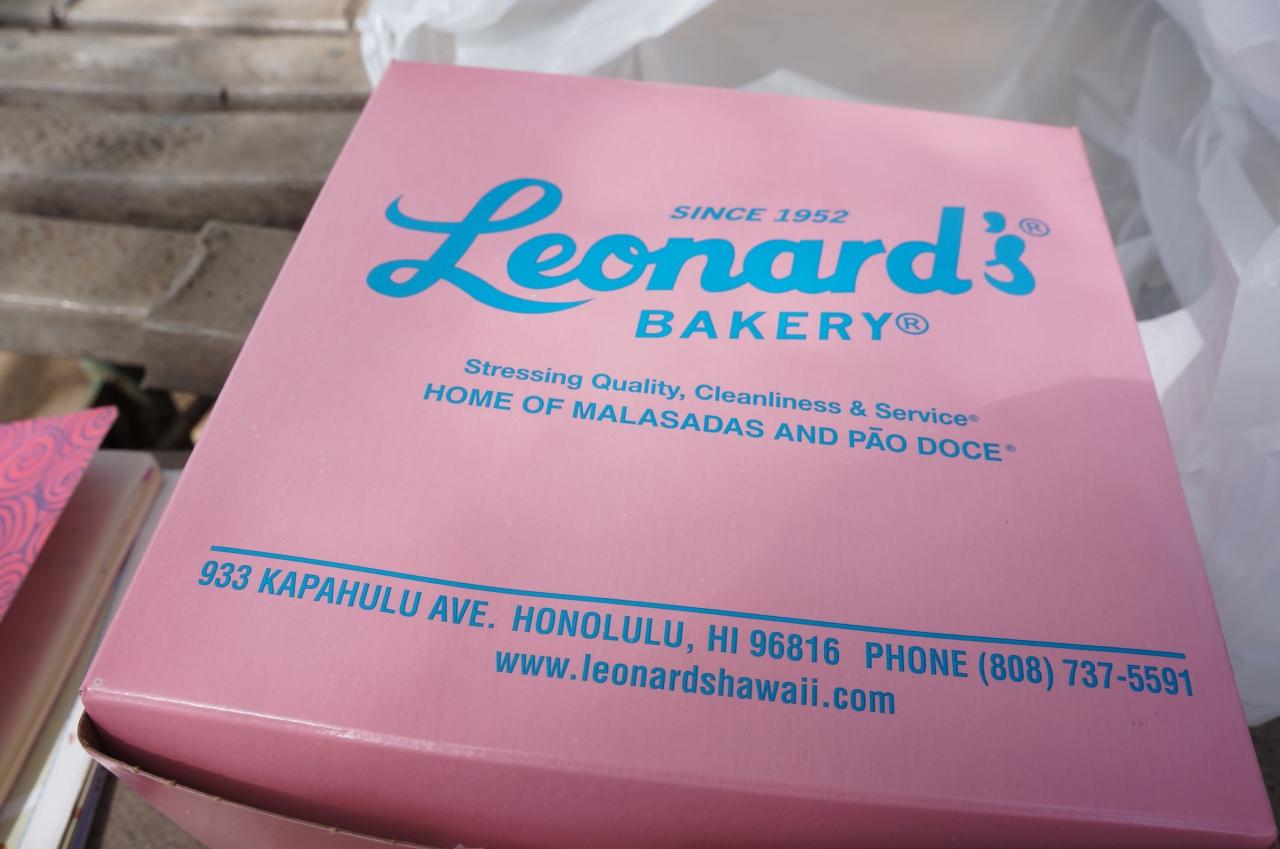 SINCE 1952
Leonard's®
BAKERY®
Stressing Quality, Cleanliness & Service®
HOME OF MALASADAS AND PĀO DOCE®
933 KAPAHULU AVE. HONOLULU, HI 96816 PHONE (808) 737-5591
www.leonardshawaii.com